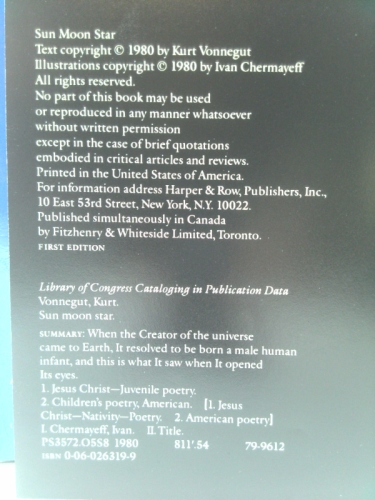 Sun Moon Star
Text copyright © 1980 by Kurt Vonnegut
Illustrations copyright © 1980 by Ivan Chermayeff
All rights reserved.
No part of this book may be used
or reproduced in any manner whatsoever
without written permission
except in the case of brief quotations
embodied in critical articles and reviews.
Printed in the United States of America.
For information address Harper & Row, Publishers, Inc.,
10 East 53rd Street, New York, N.Y. 10022.
Published simultaneously in Canada
by Fitzhenry & Whiteside Limited, Toronto.
FIRST EDITION
Library of Congress Cataloging in Publication Data
Vonnegut, Kurt.
Sun moon star.
SUMMARY: When the Creator of the universe
came to Earth, It resolved to be born a male human
infant, and this is what It saw when It opened
Its eyes.
1. Jesus Christ—Juvenile poetry.
2. Children's poetry, American. [1. Jesus
Christ—Nativity—Poetry. 2. American poetry]
I. Chermayeff, Ivan. II. Title.
PS3572.O5S8 1980 811'.54 79-9612
ISBN 0-06-026319-9